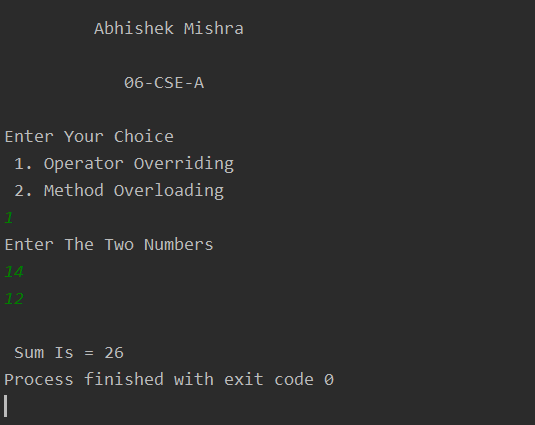 Abhishek Mishra
06-CSE-A
Enter Your Choice
1. Operator Overriding
2. Method Overloading
1
Enter The Two Numbers
14
12
Sum Is = 26
Process finished with exit code 0